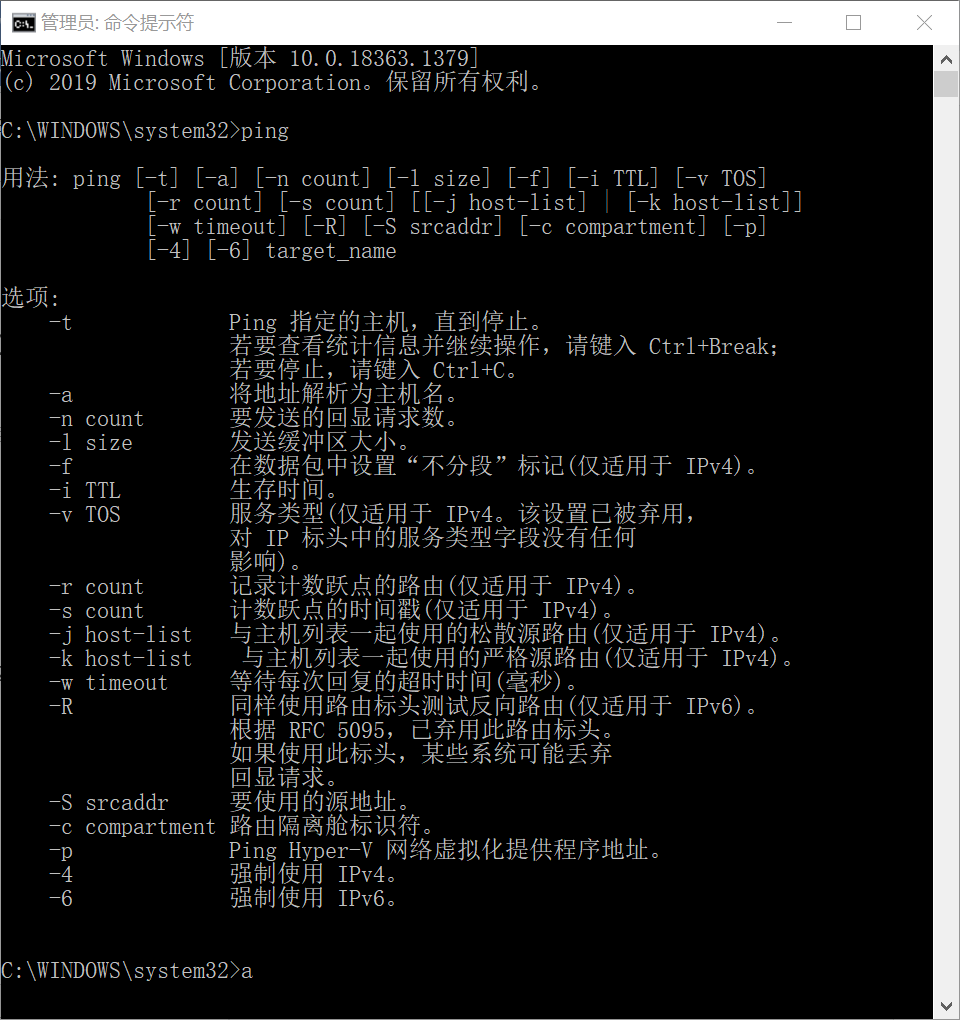 管理员: 命令提示符
Microsoft Windows [版本 10.0.18363.1379]
(c) 2019 Microsoft Corporation。保留所有权利。
C:\WINDOWS\system32>ping
用法: ping [-t] [-a] [-n count] [-l size] [-f] [-i TTL] [-v TOS]
[-r count] [-s count] [[-j host-list] | [-k host-list]]
[-w timeout] [-R] [-S srcaddr] [-c compartment] [-p]
[-4] [-6] target_name
选项:
-t Ping 指定的主机，直到停止。
若要查看统计信息并继续操作，请键入 Ctrl+Break;
若要停止，请键入 Ctrl+C。
-a 将地址解析为主机名。
-n count 要发送的回显请求数。
-l size 发送缓冲区大小。
-f 在数据包中设置“不分段”标记(仅适用于 IPv4)。
-i TTL 生存时间。
-v TOS 服务类型(仅适用于 IPv4。该设置已被弃用，
对 IP 标头中的服务类型字段没有任何
影响)。
-r count 记录计数跃点的路由(仅适用于 IPv4)。
-s count 计数跃点的时间戳(仅适用于 IPv4)。
-j host-list 与主机列表一起使用的松散源路由(仅适用于 IPv4)。
-k host-list 与主机列表一起使用的严格源路由(仅适用于 IPv4)。
-w timeout 等待每次回复的超时时间(毫秒)。
-R 同样使用路由标头测试反向路由(仅适用于 IPv6)。
根据 RFC 5095，已弃用此路由标头。
如果使用此标头，某些系统可能丢弃
回显请求。
-S srcaddr 要使用的源地址。
-c compartment 路由隔离舱标识符。
-p Ping Hyper-V 网络虚拟化提供程序地址。
-4 强制使用 IPv4。
-6 强制使用 IPv6。
C:\WINDOWS\system32>a